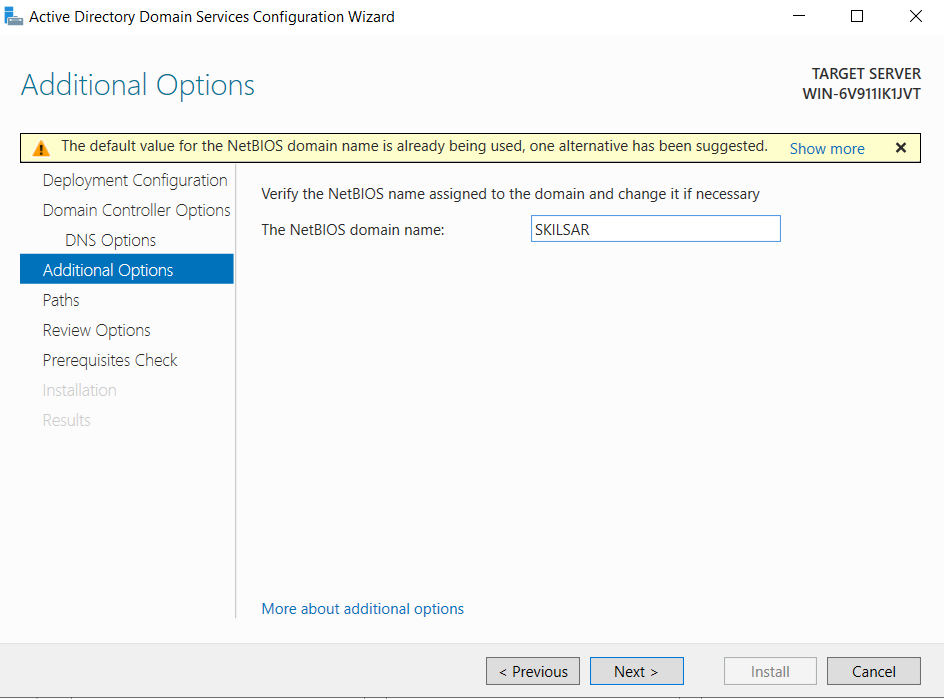 Active Directory Domain Services Configuration Wizard
Additional Options
TARGET SERVER
WIN-6V911IK1JVT
The default value for the NetBIOS domain name is already being used, one alternative has been suggested. Show more
Deployment Configuration
Domain Controller Options
DNS Options
Additional Options
Paths
Review Options
Prerequisites Check
Installation
Results
Verify the NetBIOS name assigned to the domain and change it if necessary
The NetBIOS domain name: SKILSAR
More about additional options
< Previous Next > Install Cancel